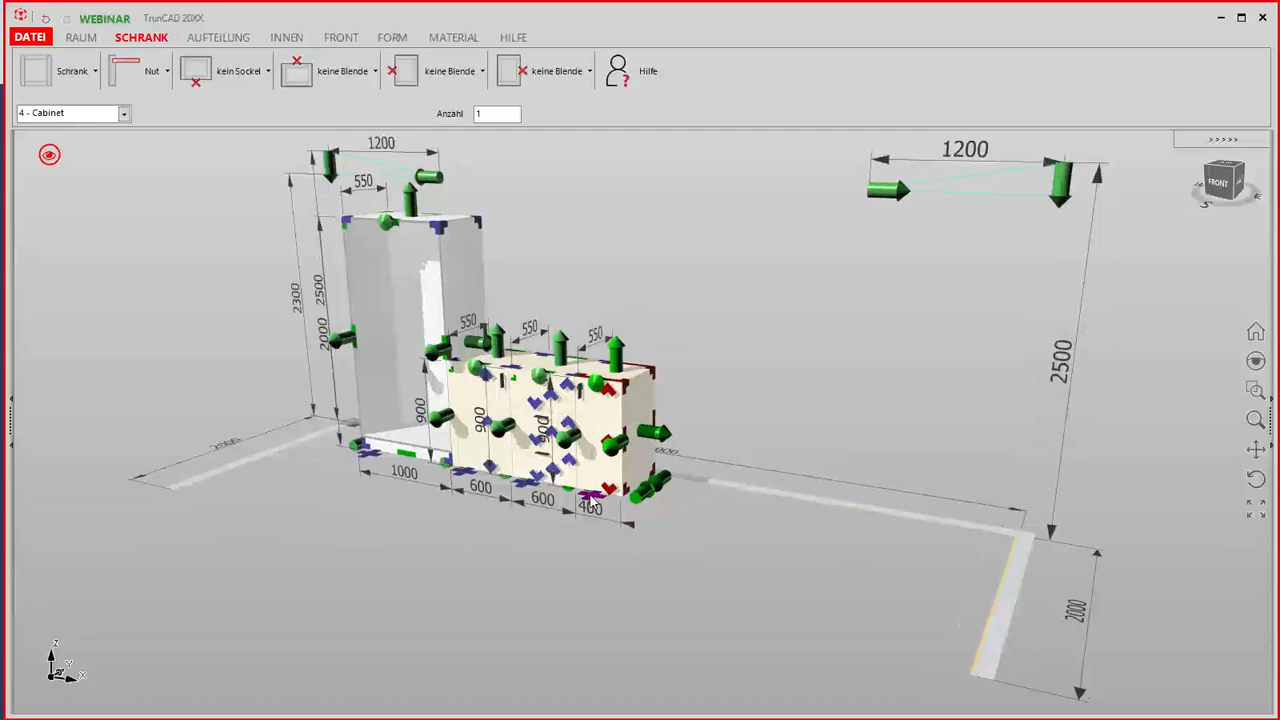 WEBINAR TrunCAD 20XX
DATEI RAUM SCHRANK AUFTEILUNG INNEN FRONT FORM MATERIAL HILFE
Schrank Nut kein Sockel keine Blende keine Blende keine Blende Hilfe
4 - Cabinet Anzahl 1
>>>>>
1200 1200
550
FRONT
S
2300 2500 2000
2500
550 550 550
900 900 900
2000
1000 600 600 400
2000
Z
Y
X